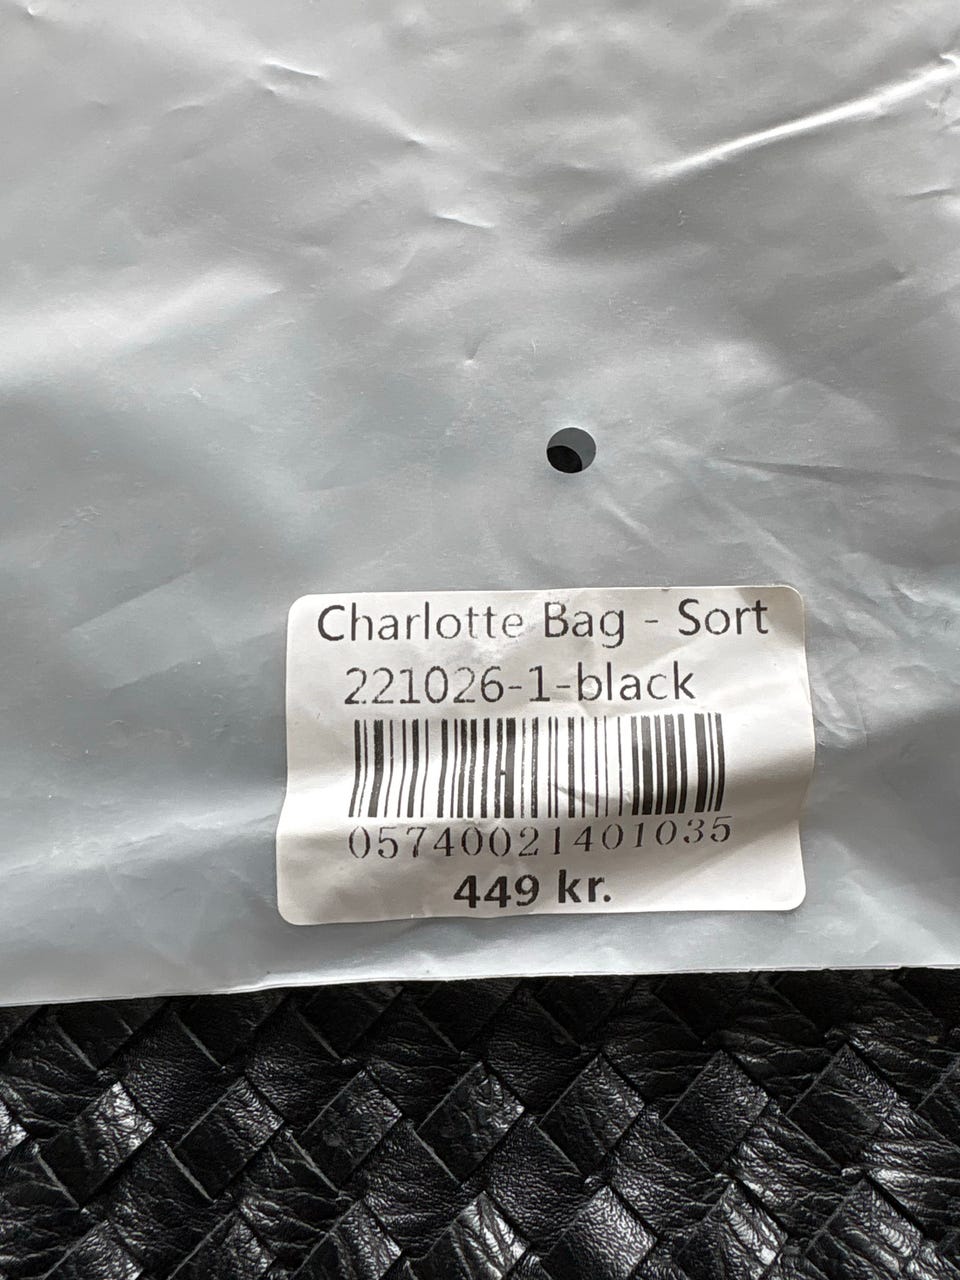 Charlotte Bag - Sort
221026-1-black
05740021401035
449 kr.